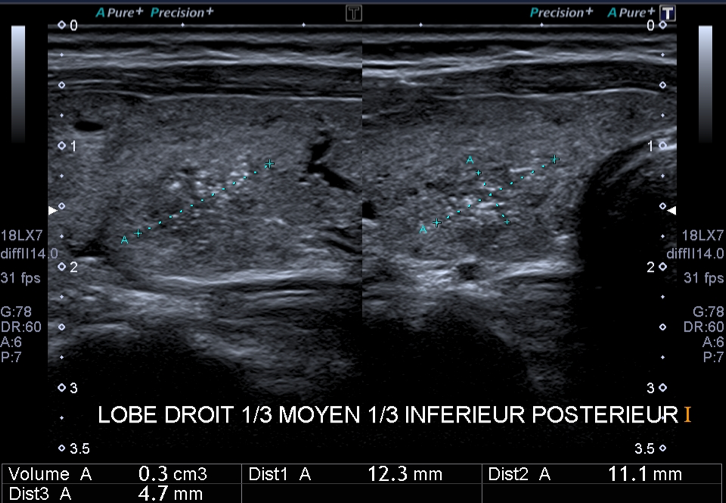 APure+ Precision+ T
Precision+ APure+ T
0
0
1
1
2
2
3
3
3.5
3.5
A
A
A
18LX7
diffII14.0
31 fps
G:78
DR:60
A:6
P:7
18LX7
diffII14.0
31 fps
G:78
DR:60
A:6
P:7
LOBE DROIT 1/3 MOYEN 1/3 INFERIEUR POSTERIEUR
Volume A 0.3 cm3 Dist1 A 12.3 mm Dist2 A 11.1 mm
Dist3 A 4.7 mm